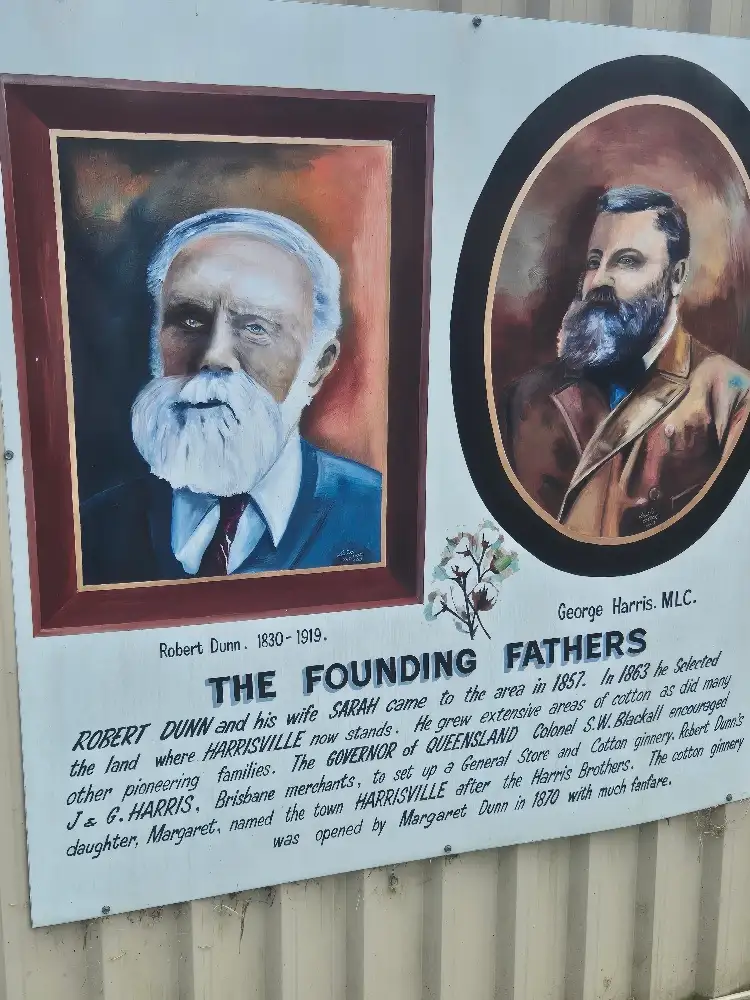 Robert Dunn. 1830-1919.
George Harris. MLC.
THE FOUNDING FATHERS
ROBERT DUNN and his wife SARAH came to the area in 1857. In 1863 he Selected
the land where HARRISVILLE now stands. He grew extensive areas of cotton as did many
other pioneering families. The GOVERNOR of QUEENSLAND Colonel S.W. Blackall encouraged
J & G. HARRIS, Brisbane merchants, to set up a General Store and Cotton ginnery. Robert Dunn's
daughter, Margaret, named the town HARRISVILLE after the Harris Brothers. The cotton ginnery
was opened by Margaret Dunn in 1870 with much fanfare.